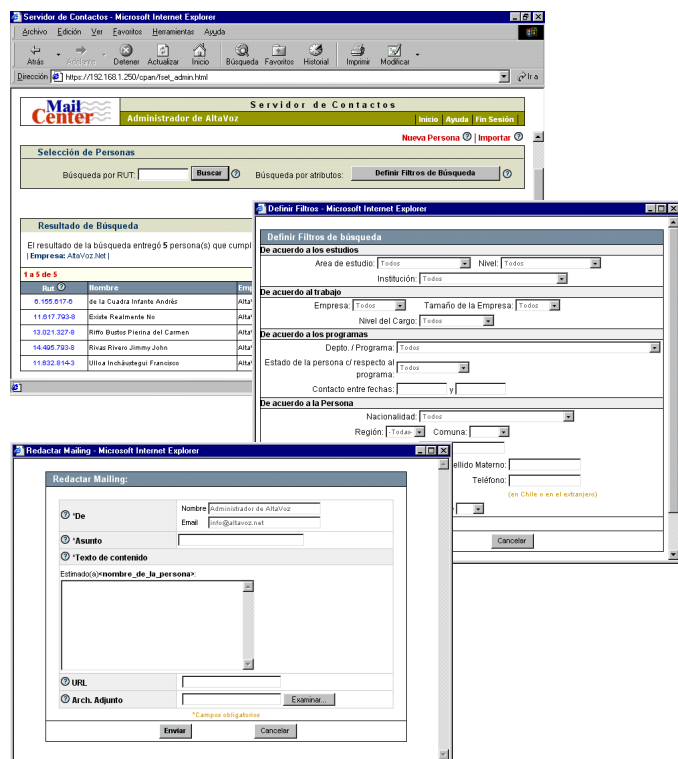 Servidor de Contactos - Microsoft Internet Explorer
Archivo Edición Ver Favoritos Herramientas Ayuda
Atrás Adelante Detener Actualizar Inicio Búsqueda Favoritos Historial Imprimir Modificar
Dirección https://192.168.1.250/cpan/fset_admin.html Ir a
Mail Center
Servidor de Contactos
Administrador de AltaVoz | Inicio | Ayuda | Fin Sesión |
Nueva Persona | Importar
Selección de Personas
Búsqueda por RUT: Buscar Búsqueda por atributos: Definir Filtros de Búsqueda
Resultado de Búsqueda
El resultado de la búsqueda entregó 5 persona(s) que cumpl
| Empresa: AltaVoz.Net |
1 a 5 de 5
Rut Nombre Emp
6.155.617-6 de la Cuadra Infante Andrés Alta
11.617.793-8 Existe Realmente No Alta
13.021.327-8 Riffo Bustos Pierina del Carmen Alta
14.495.793-8 Rivas Rivero Jimmy John Alta
11.632.814-3 Ulloa Incháustegui Francisco Alta
Definir Filtros - Microsoft Internet Explorer
Definir Filtros de búsqueda
De acuerdo a los estudios
Area de estudio: Todos Nivel: Todos
Institución: Todos
De acuerdo al trabajo
Empresa: Todos Tamaño de la Empresa: Todos
Nivel del Cargo: Todos
De acuerdo a los programas
Depto. / Programa: Todos
Estado de la persona c/ respecto al
programa: Todos
Contacto entre fechas: y
De acuerdo a la Persona
Nacionalidad: Todos
Región: -Todas- Comuna:
ellido Materno:
Teléfono:
(en Chile o en el extranjero)
Cancelar
Redactar Mailing - Microsoft Internet Explorer
Redactar Mailing:
*De
Nombre Administrador de AltaVoz
Email info@altavoz.net
*Asunto
*Texto de contenido
Estimado(a)<nombre_de_la_persona>:
URL
Arch. Adjunto Examinar...
*Campos obligatorios
Enviar Cancelar